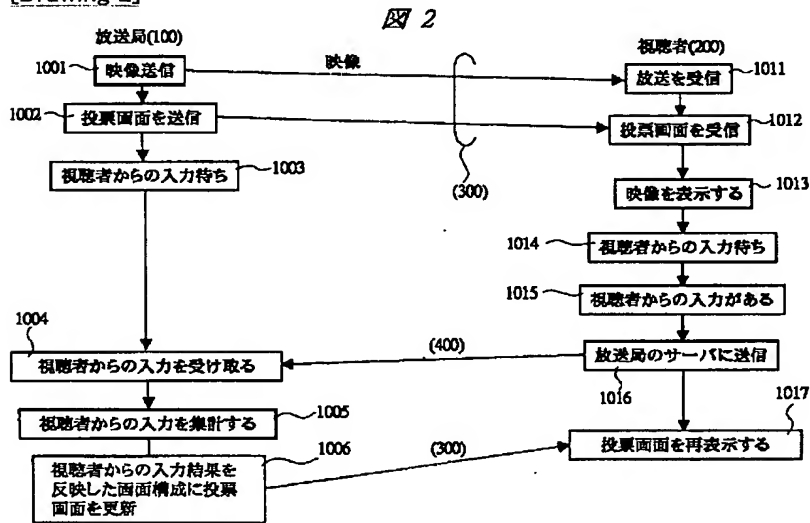 図 2
放送局(100)
視聴者(200)
1001
映像送信
映像
放送を受信
1011
1002
投票画面を送信
投票画面を受信
1012
視聴者からの入力待ち
1003
(300)
映像を表示する
1013
1014
視聴者からの入力待ち
1015
視聴者からの入力がある
1004
視聴者からの入力を受け取る
(400)
放送局のサーバに送信
1016
視聴者からの入力を集計する
1005
1017
投票画面を再表示する
視聴者からの入力結果を
反映した画面構成に投票
画面を更新
1006
(300)